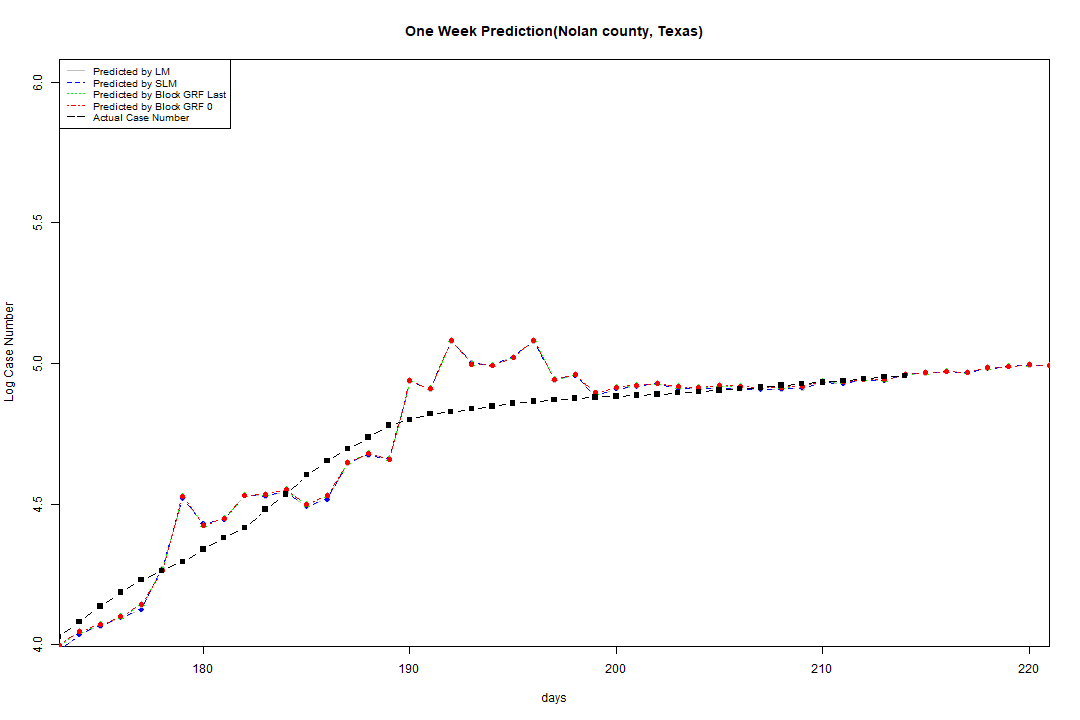 One Week Prediction(Nolan county, Texas)
Predicted by LM
Predicted by SLM
Predicted by Block GRF Last
Predicted by Block GRF 0
Actual Case Number
6.0
5.5
5.0
4.5
4.0
Log Case Number
180
190
200
210
220
days